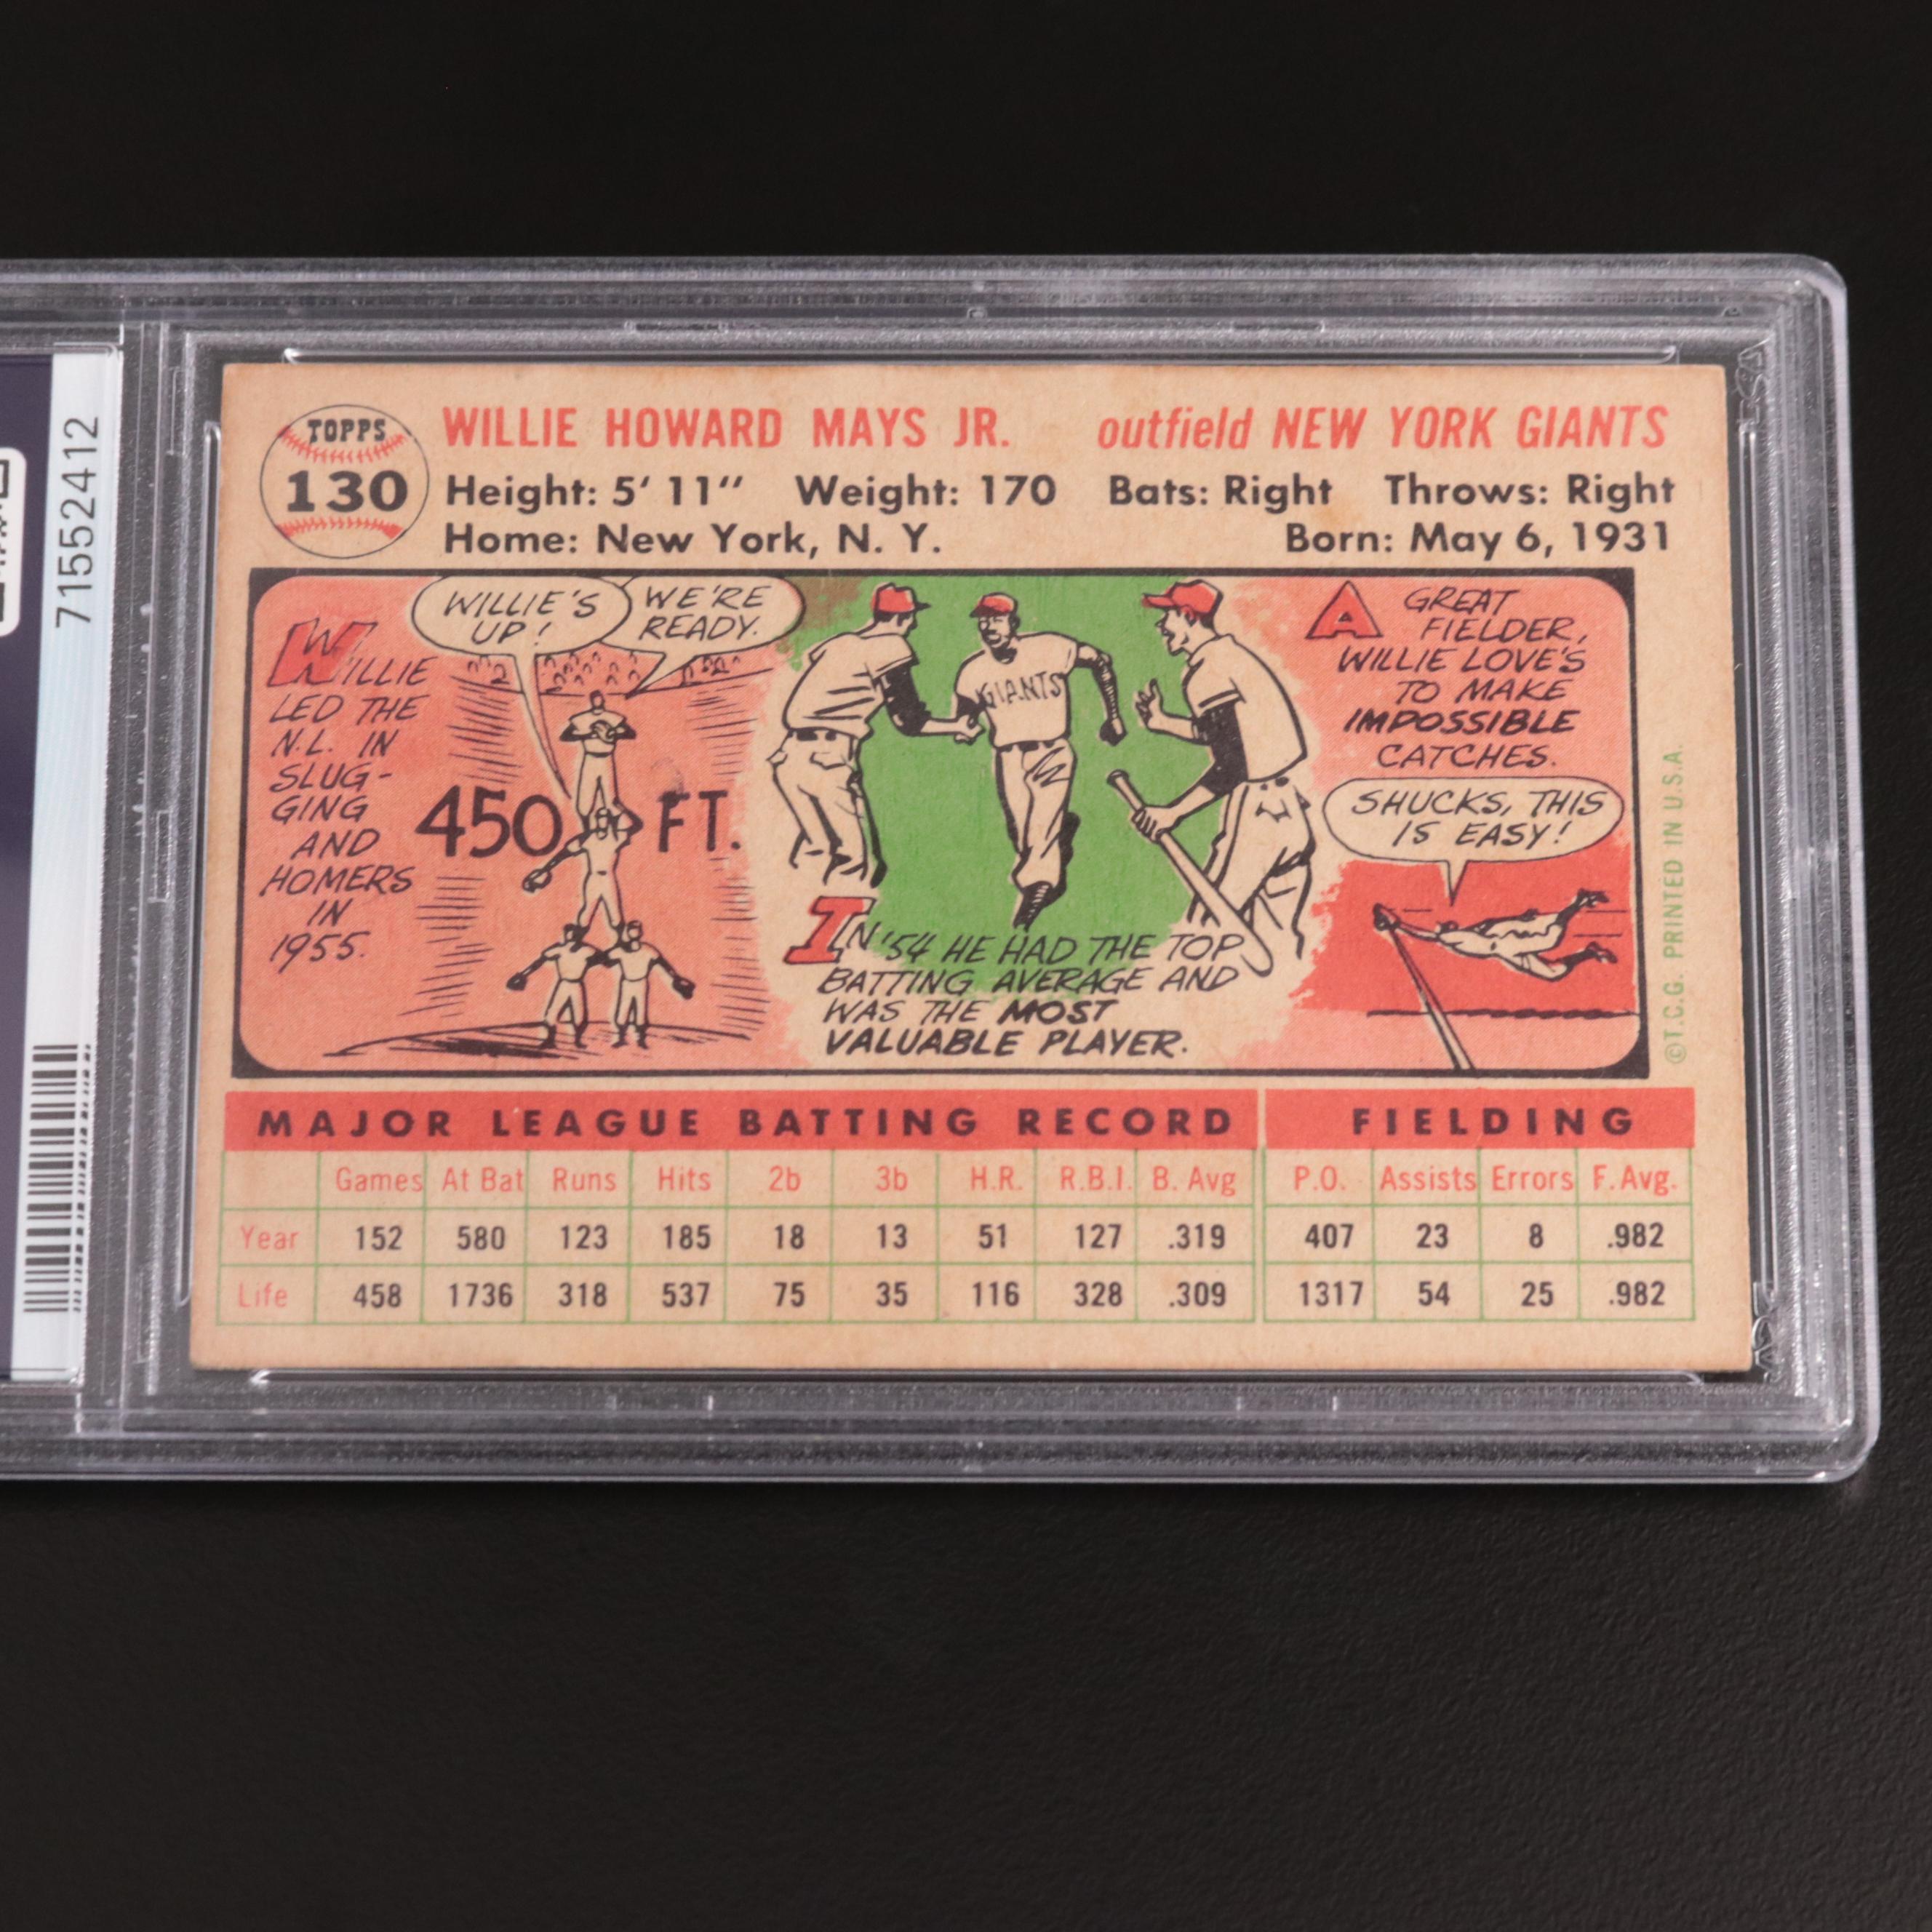 71552412
TOPPS
130
WILLIE HOWARD MAYS JR. outfield NEW YORK GIANTS
Height: 5' 11" Weight: 170 Bats: Right Throws: Right
Home: New York, N. Y. Born: May 6, 1931
WILLIE
LED THE
N.L. IN
SLUG-
GING
AND
HOMERS
IN
1955.
WILLIE'S
UP!
WE'RE
READY.
450 FT.
GIANTS
IN '54 HE HAD THE TOP
BATTING AVERAGE AND
WAS THE MOST
VALUABLE PLAYER.
A GREAT
FIELDER,
WILLIE LOVE'S
TO MAKE
IMPOSSIBLE
CATCHES.
SHUCKS, THIS
IS EASY!
©T.C.G. PRINTED IN U.S.A.
MAJOR LEAGUE BATTING RECORD FIELDING
Games At Bat Runs Hits 2b 3b H.R. R.B.I. B. Avg P.O. Assists Errors F. Avg.
Year 152 580 123 185 18 13 51 127 .319 407 23 8 .982
Life 458 1736 318 537 75 35 116 328 .309 1317 54 25 .982